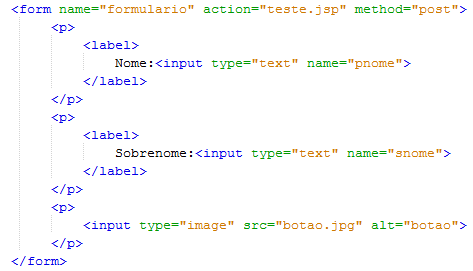 <form name="formulario" action="teste.jsp" method="post">
<p>
<label>
Nome:<input type="text" name="pnome">
</label>
</p>
<p>
<label>
Sobrenome:<input type="text" name="snome">
</label>
</p>
<p>
<input type="image" src="botao.jpg" alt="botao">
</p>
</form>